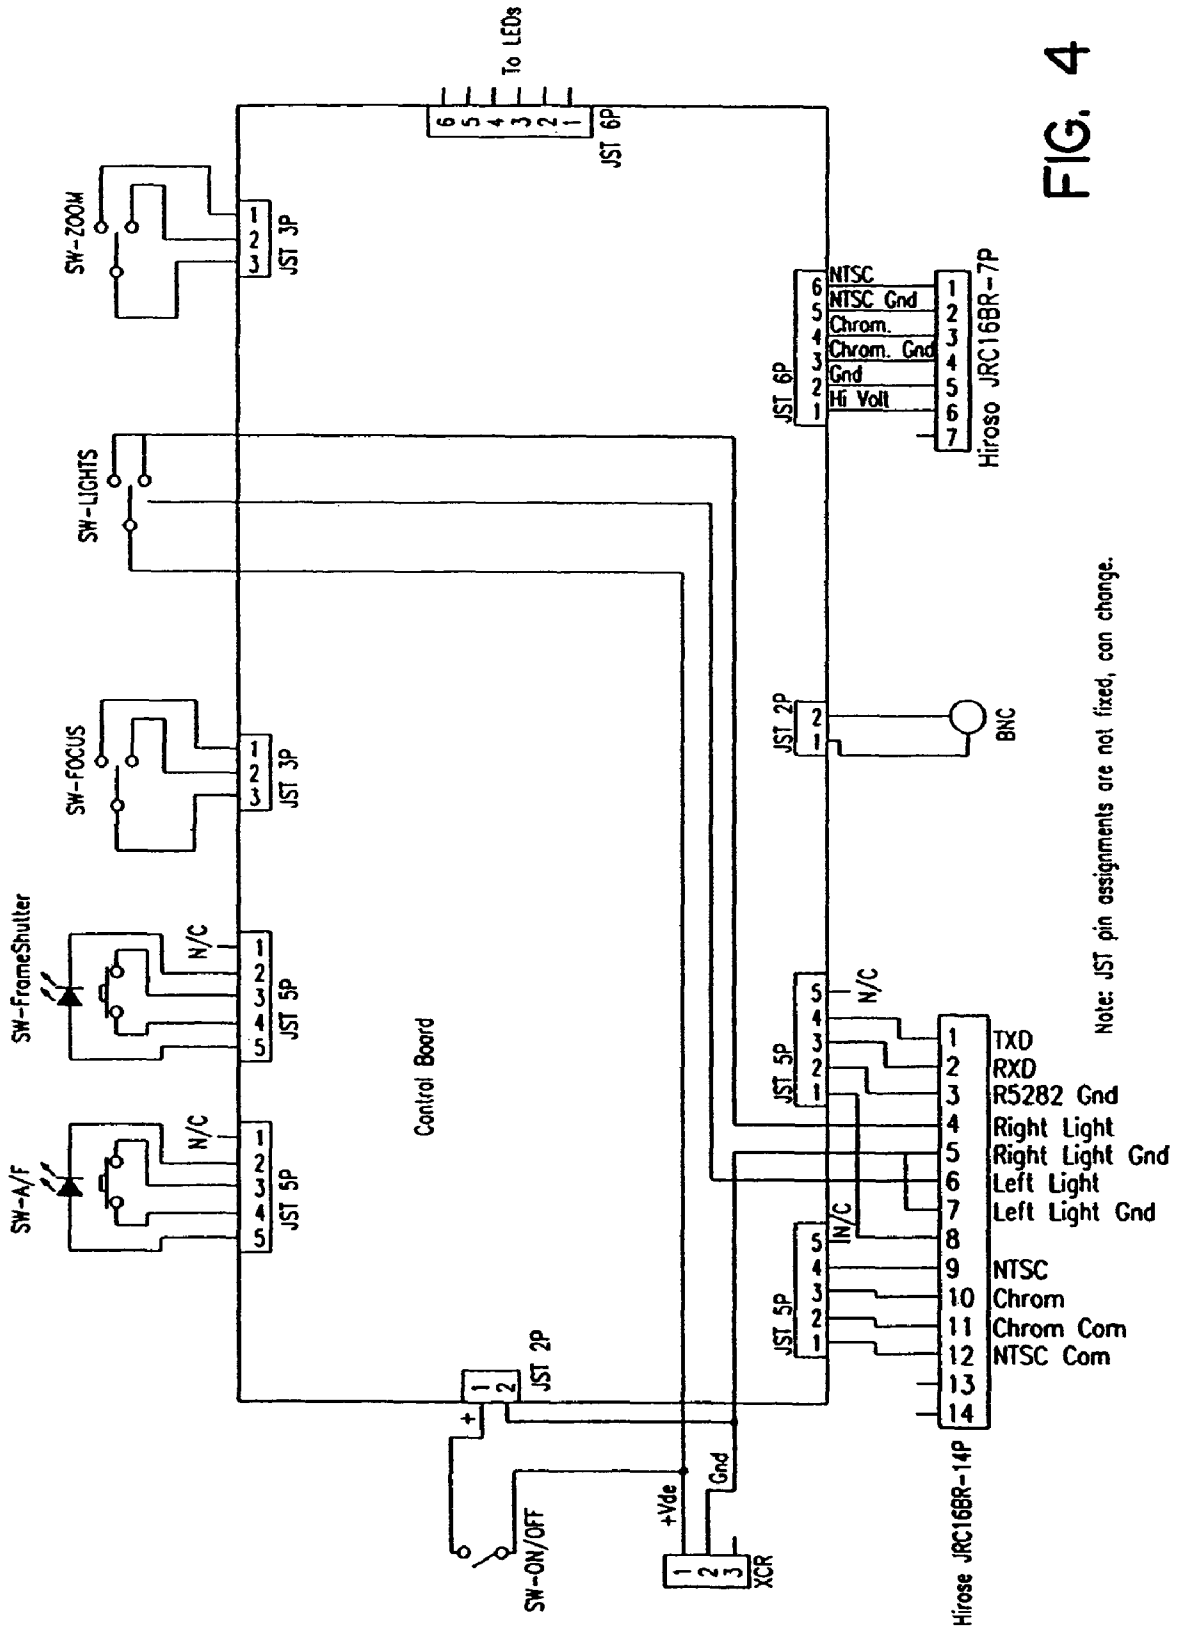 SW-A/F
SW-FrameShutter
SW-FOCUS
SW-LIGHTS
SW-ZOOM
N/C
N/C
5 4 3 2 1
JST 5P
5 4 3 2 1
JST 5P
3 2 1
JST 3P
3 2 1
JST 3P
Control Board
6
5
4
3
2
1
JST 6P
To LEDs
+
1
2
JST 2P
SW-ON/OFF
+Vde
Gnd
1
2
3
XCR
JST 5P
1 2 3 4 5
N/C
JST 5P
1 2 3 4 5
N/C
JST 2P
1 2
BNC
JST 6P
1 2 3 4 5 6
NTSC
NTSC Gnd
Chrom.
Chrom. Gnd
Gnd
Hi Volt
1
2
3
4
5
6
7
Hiroso JRC16BR-7P
1 TXD
2 RXD
3 R5282 Gnd
4 Right Light
5 Right Light Gnd
6 Left Light
7 Left Light Gnd
8
9 NTSC
10 Chrom
11 Chrom Com
12 NTSC Com
13
14
Hirose JRC16BR-14P
Note: JST pin assignments are not fixed, can change.
FIG. 4